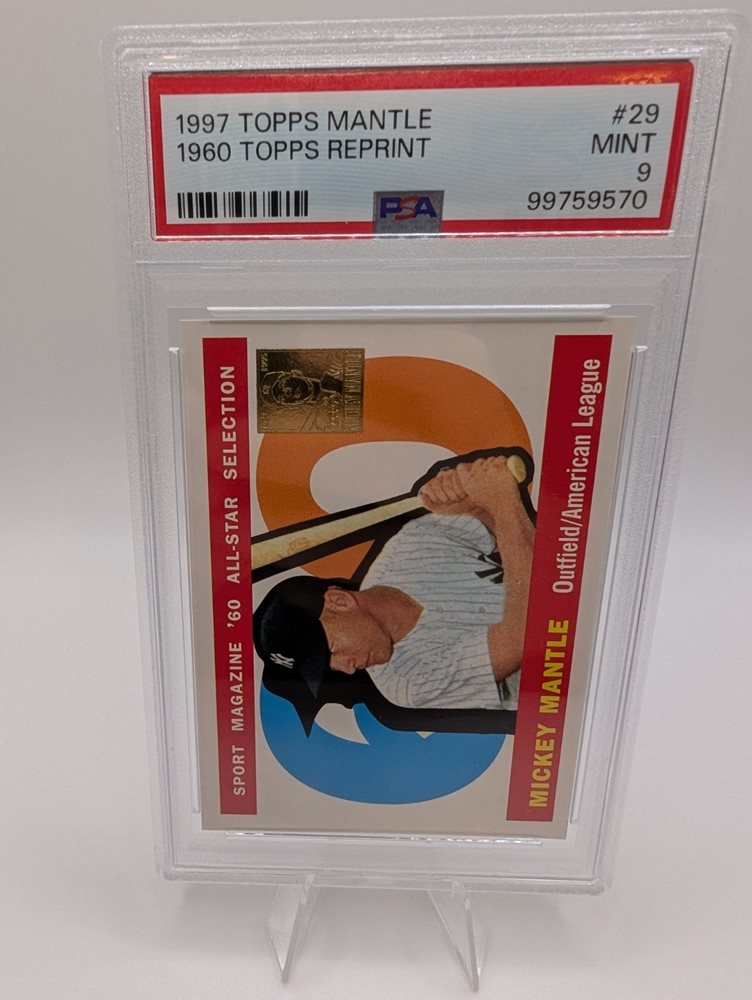 1997 TOPPS MANTLE #29
1960 TOPPS REPRINT MINT
9
PSA 99759570
SPORT MAGAZINE '60 ALL-STAR SELECTION
MICKEY MANTLE Outfield/American League